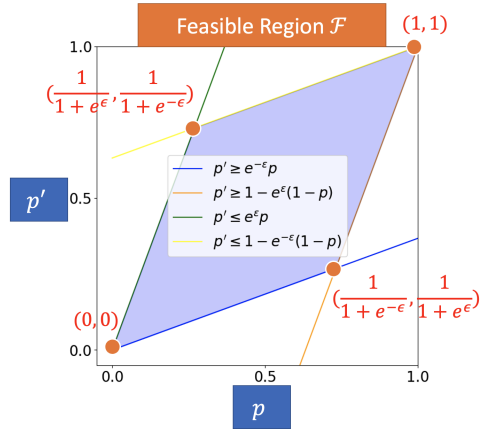 Feasible Region ℱ
(1, 1)
1.0
(1/(1 + e^ϵ), 1/(1 + e^{-ϵ}))
p′ ≥ e^{-ε}p
p′ ≥ 1 − e^{ε}(1 − p)
p′ ≤ e^{ε}p
p′ ≤ 1 − e^{-ε}(1 − p)
p′
0.5
(1/(1 + e^{-ϵ}), 1/(1 + e^ϵ))
(0, 0)
0.0
0.0
0.5
1.0
p